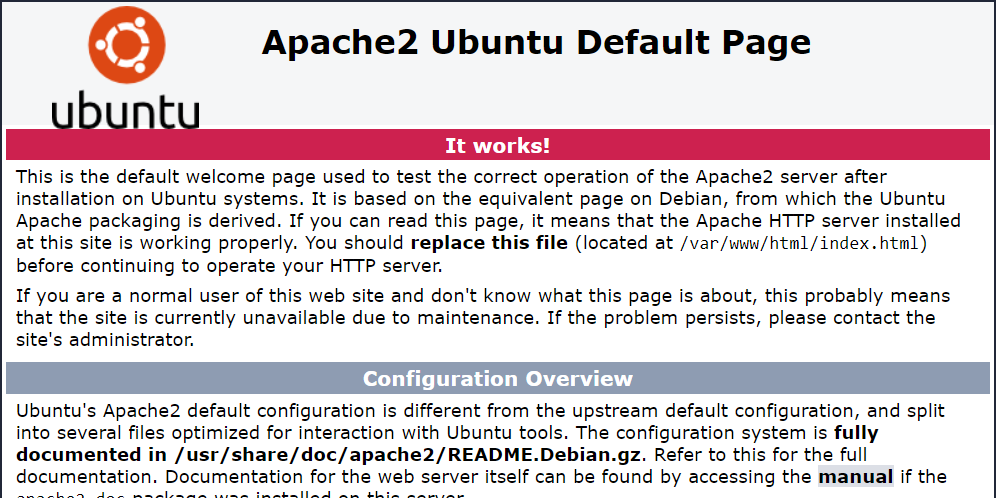 Apache2 Ubuntu Default Page
ubuntu
It works!
This is the default welcome page used to test the correct operation of the Apache2 server after
installation on Ubuntu systems. It is based on the equivalent page on Debian, from which the Ubuntu
Apache packaging is derived. If you can read this page, it means that the Apache HTTP server installed
at this site is working properly. You should replace this file (located at /var/www/html/index.html)
before continuing to operate your HTTP server.
If you are a normal user of this web site and don't know what this page is about, this probably means
that the site is currently unavailable due to maintenance. If the problem persists, please contact the
site's administrator.
Configuration Overview
Ubuntu's Apache2 default configuration is different from the upstream default configuration, and split
into several files optimized for interaction with Ubuntu tools. The configuration system is fully
documented in /usr/share/doc/apache2/README.Debian.gz. Refer to this for the full
documentation. Documentation for the web server itself can be found by accessing the manual if the
apache2-doc package was installed on this server.